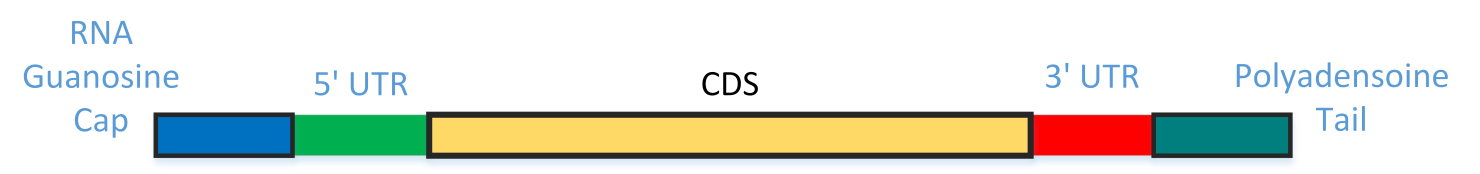 RNA
Guanosine
Cap
5' UTR
CDS
3' UTR
Polyadensoine
Tail